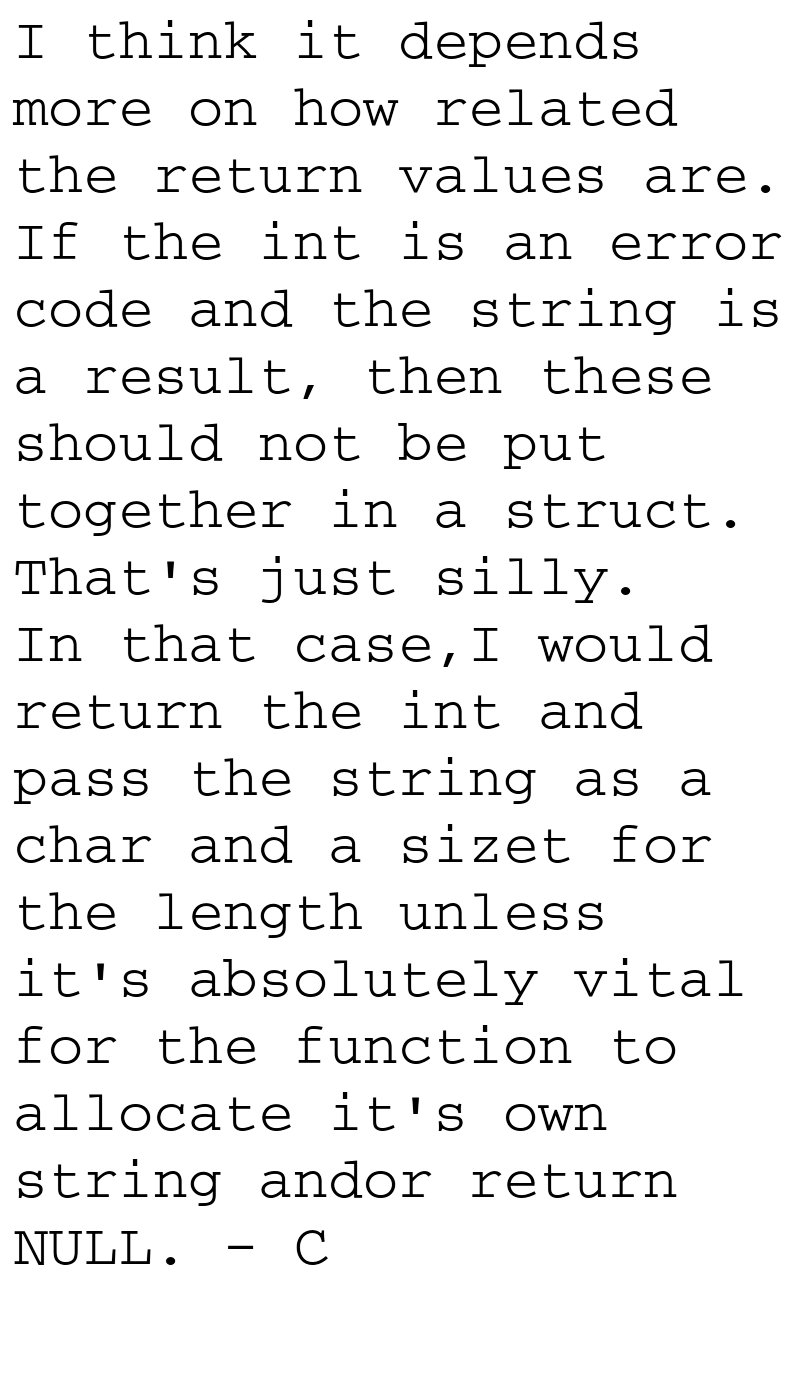 I think it depends
more on how related
the return values are.
If the int is an error
code and the string is
a result, then these
should not be put
together in a struct.
That's just silly.
In that case,I would
return the int and
pass the string as a
char and a sizet for
the length unless
it's absolutely vital
for the function to
allocate it's own
string andor return
NULL. - C